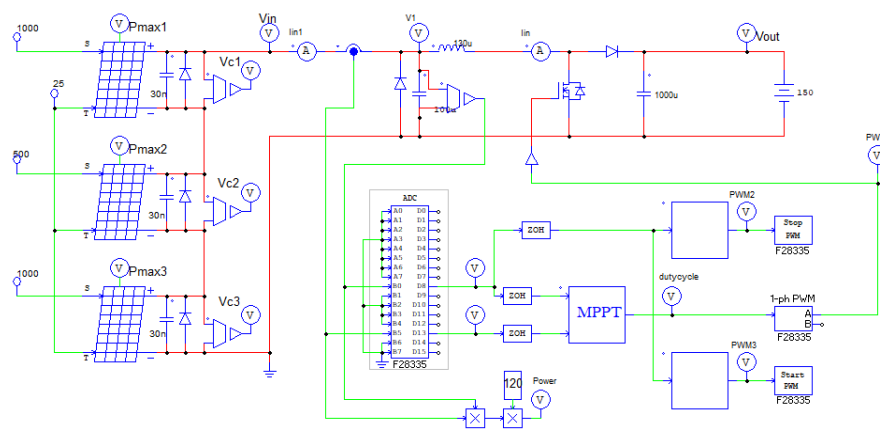 1000
V
Pmax1
S
+
30n
Vc1
V
25
T
−
Vin
V
Iin1
A
V1
V
130u
Iin
A
V
Vout
100u
1000u
150
500
V
Pmax2
S
+
30n
Vc2
V
T
−
1000
V
Pmax3
S
+
30n
Vc3
V
T
−
PW
V
ADC
A0 D0
A1 D1
A2 D2
A3 D3
A4 D4
A5 D5
A6 D6
A7 D7
B0 D8
B1 D9
B2 D10
B3 D11
B4 D12
B5 D13
B6 D14
B7 D15
F28335
V
V
ZOH
ZOH
ZOH
MPPT
PWM2
V
Stop
PWM
F28335
dutycycle
V
1-ph PWM
A
B
F28335
PWM3
V
Start
PWM
F28335
120
Power
V